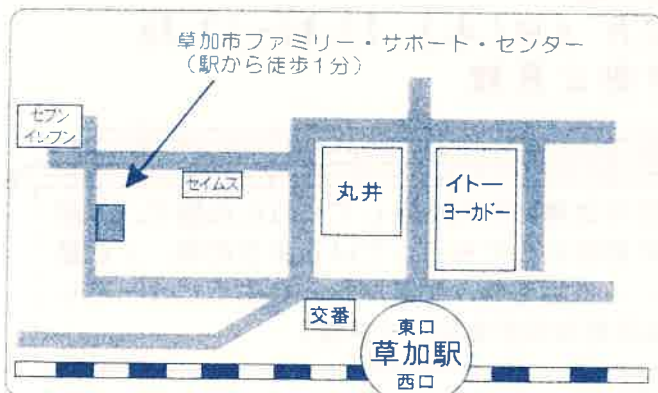 草加市ファミリー・サポート・センター
（駅から徒歩1分）
セブン
イレブン
セイムス
丸井
イトー
ヨーカドー
交番
東口
草加駅
西口